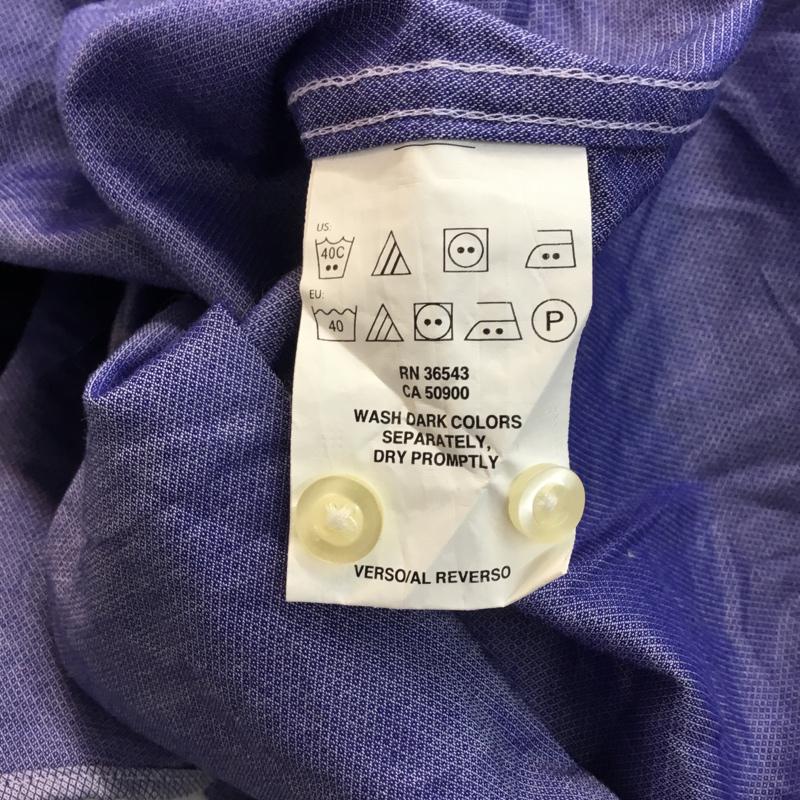 US:
40C
EU:
40 P
RN 36543
CA 50900
WASH DARK COLORS
SEPARATELY,
DRY PROMPTLY
VERSO/AL REVERSO